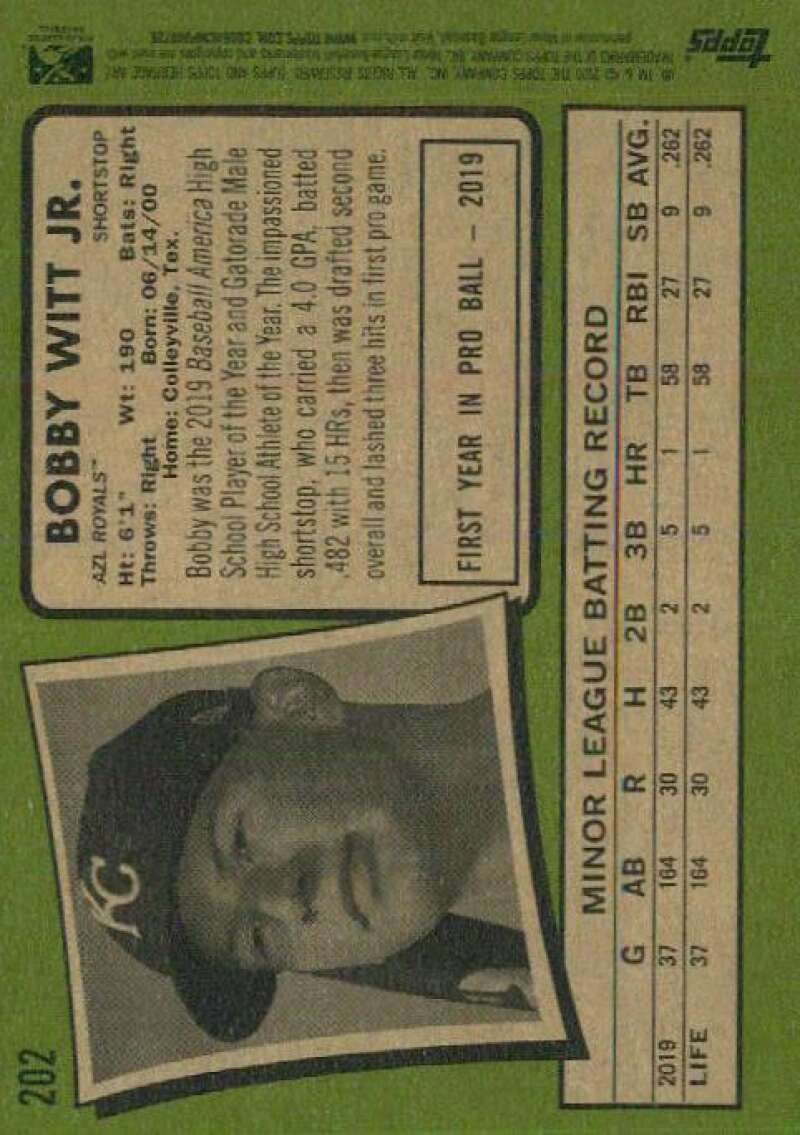 202
BOBBY WITT JR.
AZL ROYALS™ SHORTSTOP
Ht: 6'1" Wt: 190 Bats: Right
Throws: Right Born: 06/14/00
Home: Colleyville, Tex.
Bobby was the 2019 Baseball America High
School Player of the Year and Gatorade Male
High School Athlete of the Year. The impassioned
shortstop, who carried a 4.0 GPA, batted
.482 with 15 HRs, then was drafted second
overall and lashed three hits in first pro game.
FIRST YEAR IN PRO BALL – 2019
KC
MINOR LEAGUE BATTING RECORD
G AB R H 2B 3B HR TB RBI SB AVG.
2019 37 164 30 43 2 5 1 58 27 9 .262
LIFE 37 164 30 43 2 5 1 58 27 9 .262
topps